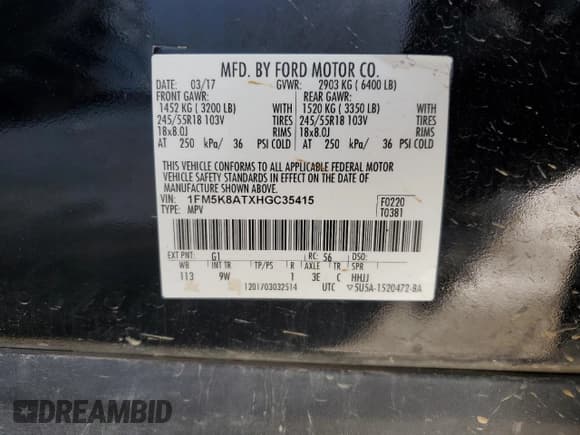 MFD. BY FORD MOTOR CO.
DATE: 03/17 GVWR: 2903 KG ( 6400 LB)
FRONT GAWR: REAR GAWR:
1452 KG ( 3200 LB) WITH 1520 KG ( 3350 LB) WITH
245/55R18 103V TIRES 245/55R18 103V TIRES
18x8.0J RIMS 18x8.0J RIMS
AT 250 kPa/ 36 PSI COLD AT 250 kPa/ 36 PSI COLD
THIS VEHICLE CONFORMS TO ALL APPLICABLE FEDERAL MOTOR
VEHICLE SAFETY STANDARDS IN EFFECT ON THE DATE OF
MANUFACTURE SHOWN ABOVE.
VIN: 1FM5K8ATXHGC35415 F0220
TYPE: MPV T0381
EXT PNT: G1 RC: 56 DSO:
WB INT TR TP/PS R AXLE TR SPR
113 9W 1 3E C HHJJ
1201703032514 UTC ▽5U5A-1520472-BA
DREAMBID